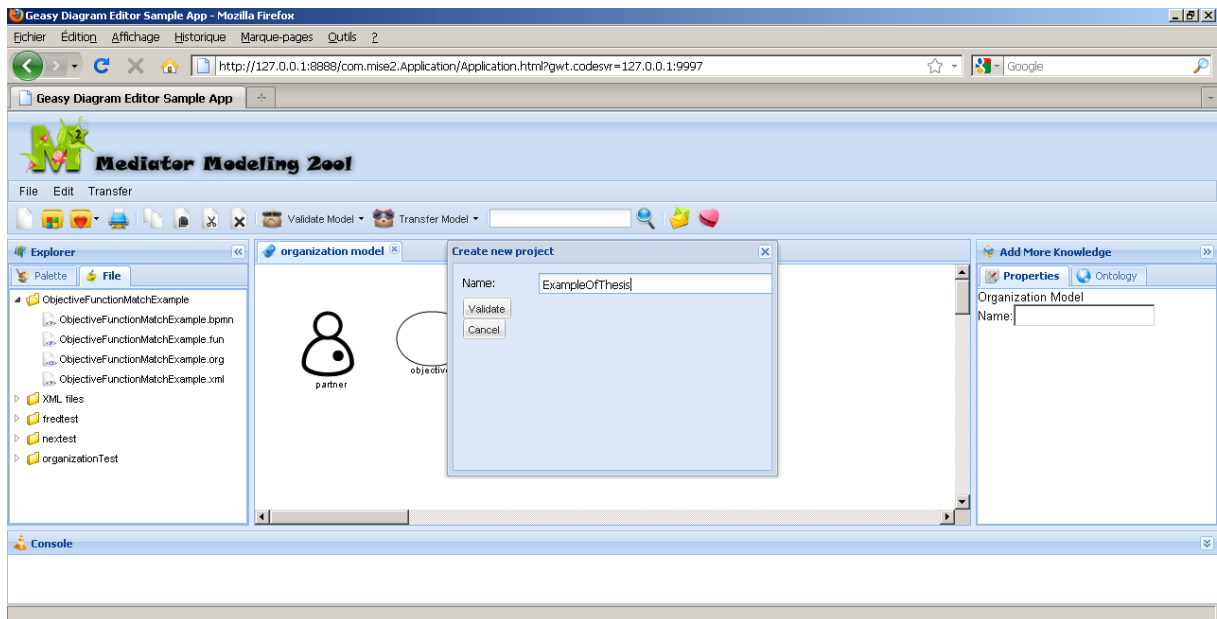 Geasy Diagram Editor Sample App - Mozilla Firefox
Fichier Édition Affichage Historique Marque-pages Outils ?
http://127.0.0.1:8888/com.mise2.Application/Application.html?gwt.codesvr=127.0.0.1:9997 Google
Geasy Diagram Editor Sample App
M2 Mediator Modeling 2ool
File Edit Transfer
Validate Model Transfer Model
Explorer organization model Create new project Add More Knowledge
Palette File Properties Ontology
ObjectiveFunctionMatchExample Name: ExampleOfThesis Organization Model
ObjectiveFunctionMatchExample.bpmn Validate Name:
ObjectiveFunctionMatchExample.fun Cancel
ObjectiveFunctionMatchExample.org objectiv
ObjectiveFunctionMatchExample.xml partner
XML files
fredtest
nextest
organizationTest
Console